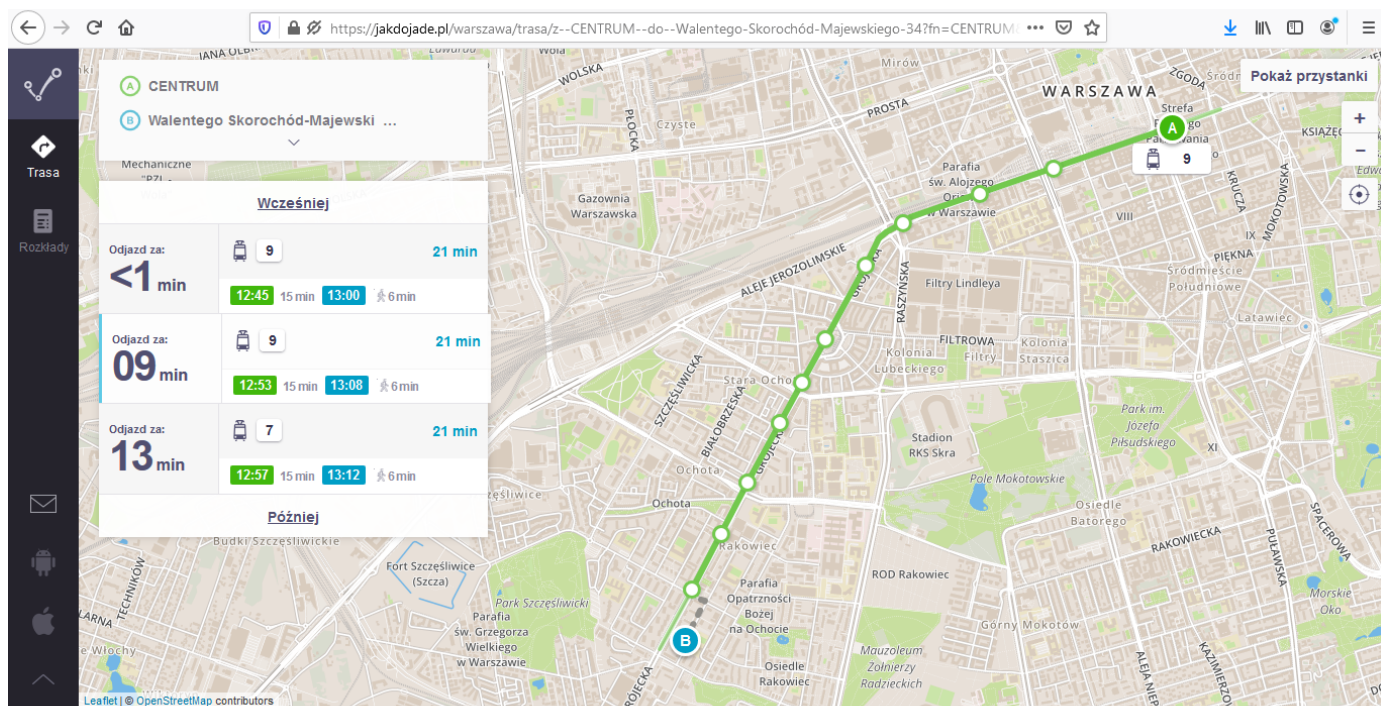 https://jakdojade.pl/warszawa/trasa/z--CENTRUM--do--Walentego-Skorochód-Majewskiego-34?fn=CENTRUM
Trasa
Rozkłady
A CENTRUM
B Walentego Skorochód-Majewski ...
Wcześniej
Odjazd za:
<1 min
9
21 min
12:45 15 min 13:00 6 min
Odjazd za:
09 min
9
21 min
12:53 15 min 13:08 6 min
Odjazd za:
13 min
7
21 min
12:57 15 min 13:12 6 min
Później
Pokaż przystanki
+
−
Wola
WOLSKA
PŁOCKA
Czyste
Mirów
PROSTA
WARSZAWA
ZGODA
Strefa
A
9
KRUCZA
MOKOTOWSKA
Mechaniczne
"PZL -
Gazownia
Warszawska
Parafia
św. Alojzego
w Warszawie
VIII
IX
PIĘKNA
Śródmieście
Południowe
Latawiec
ALEJE JEROZOLIMSKIE
GRÓJECKA
RASZYŃSKA
Filtry Lindleya
FILTROWA
Kolonia
Lubeckiego
Filtry
Kolonia
Staszica
SZCZĘŚLIWICKA
BIAŁOBRZESKA
Stara Ochota
GRÓJECKA
Ochota
Ochota
Stadion
RKS Skra
Park im.
Józefa
Piłsudskiego
XI
Pole Mokotowskie
Osiedle
Batorego
RAKOWIECKA
PUŁAWSKA
SPACEROWA
Budki Szczęśliwickie
Fort Szczęśliwice
(Szcza)
Park Szczęśliwicki
Parafia
św. Grzegorza
Wielkiego
w Warszawie
Rakowiec
Parafia
Opatrzności
Bożej
na Ochocie
B
ROD Rakowiec
Górny Mokotów
Morskie
Oko
Mauzoleum
Żołnierzy
Radzieckich
Osiedle
Rakowiec
TECHNIKÓW
Leaflet | © OpenStreetMap contributors